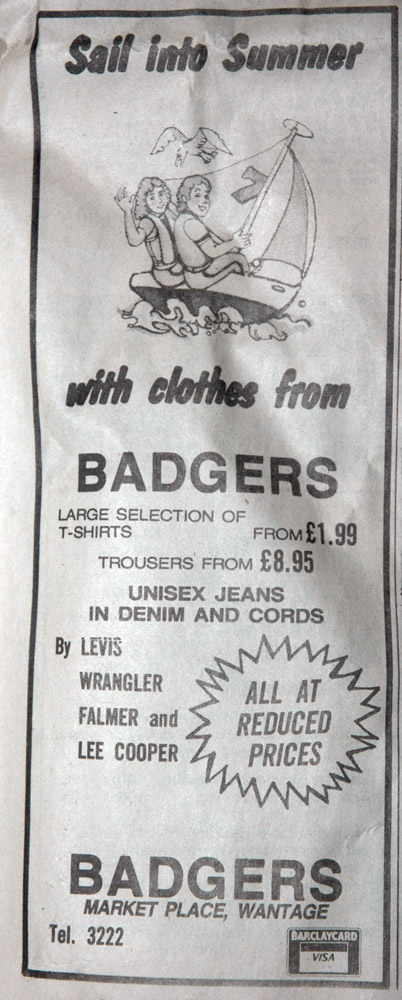 Sail into Summer
with clothes from
BADGERS
LARGE SELECTION OF
T-SHIRTS FROM £1.99
TROUSERS FROM £8.95
UNISEX JEANS
IN DENIM AND CORDS
By LEVIS
WRANGLER
FALMER and
LEE COOPER
ALL AT
REDUCED
PRICES
BADGERS
MARKET PLACE, WANTAGE
Tel. 3222
BARCLAYCARD
VISA